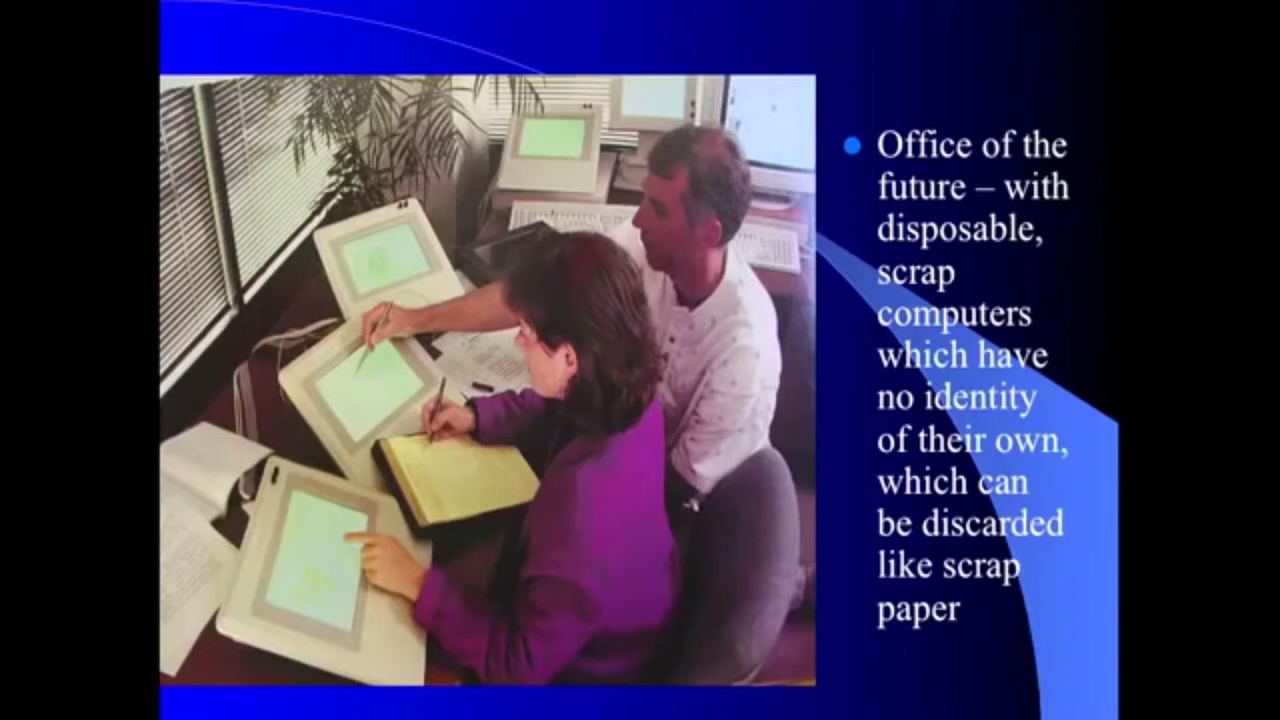 Office of the
future – with
disposable,
scrap
computers
which have
no identity
of their own,
which can
be discarded
like scrap
paper